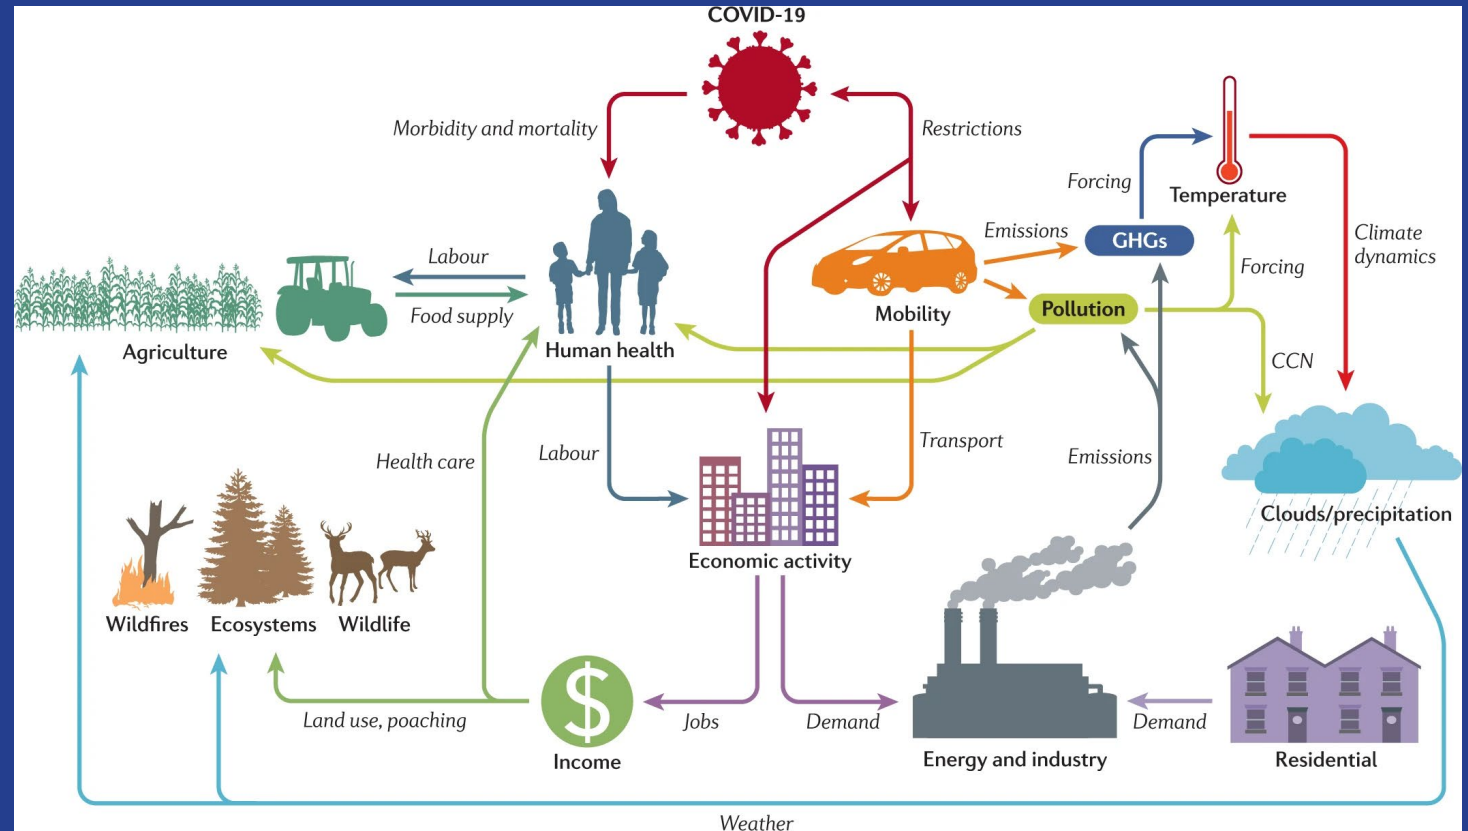 COVID-19
Morbidity and mortality
Restrictions
Forcing
Temperature
Emissions
GHGs
Climate
dynamics
Labour
Forcing
Food supply
Mobility
Pollution
Agriculture
Human health
CCN
Health care
Labour
Transport
Emissions
Clouds/precipitation
Economic activity
Wildfires
Ecosystems
Wildlife
Land use, poaching
$
Jobs
Demand
Demand
Income
Energy and industry
Residential
Weather